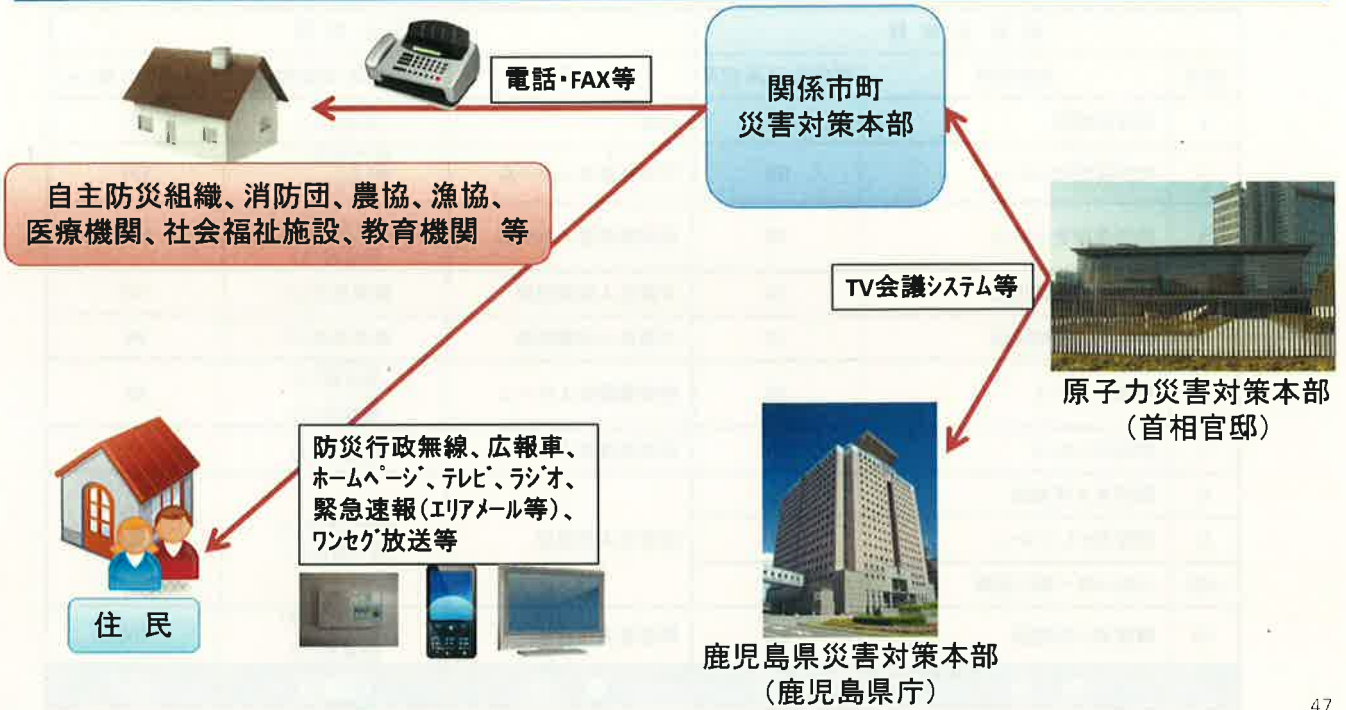 電話・FAX等
関係市町
災害対策本部
自主防災組織、消防団、農協、漁協、
医療機関、社会福祉施設、教育機関 等
TV会議システム等
原子力災害対策本部
(首相官邸)
防災行政無線、広報車、
ホームページ、テレビ、ラジオ、
緊急速報(エリアメール等)、
ワンセグ放送等
住 民
鹿児島県災害対策本部
(鹿児島県庁)
47